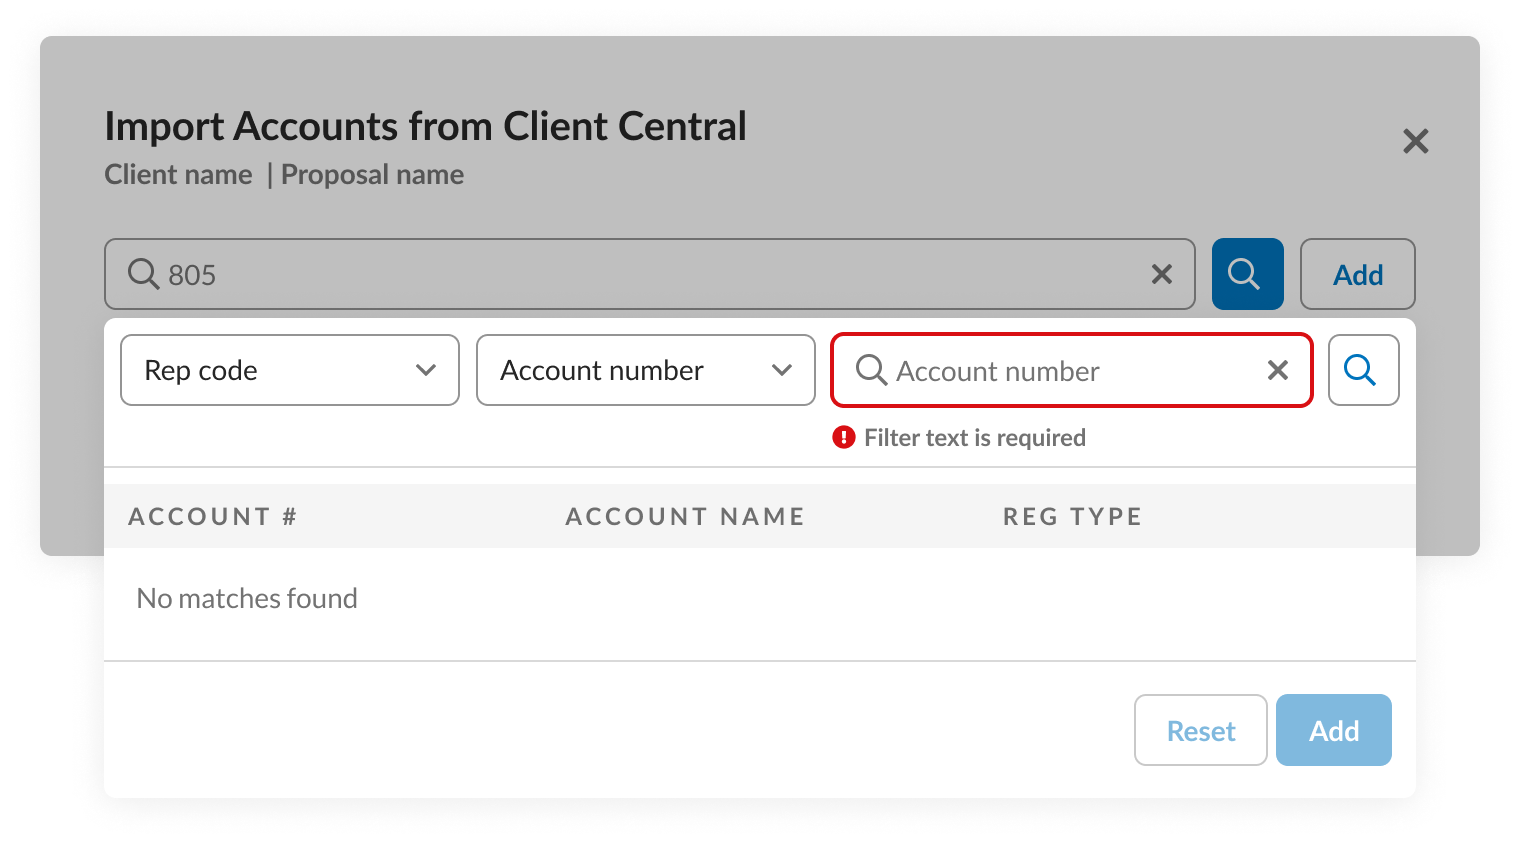 Import Accounts from Client Central
Client name | Proposal name
805
Add
Rep code
Account number
Account number
Filter text is required
ACCOUNT # ACCOUNT NAME REG TYPE
No matches found
Reset
Add